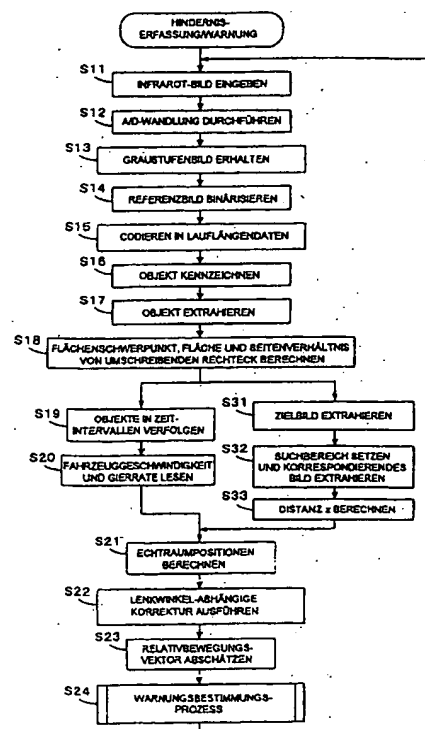 HINDERNIS-
ERFASSUNG/WARNUNG
S11
INFRAROT-BILD EINGEBEN
S12
A/D-WANDLUNG DURCHFÜHREN
S13
GRAUSTUFENBILD ERHALTEN
S14
REFERENZBILD BINÄRISIEREN
S15
CODIEREN IN LAUFLÄNGENDATEN
S16
OBJEKT KENNZEICHNEN
S17
OBJEKT EXTRAHIEREN
S18
FLÄCHENSCHWERPUNKT, FLÄCHE UND SEITENVERHÄLTNIS
VON UMSCHREIBENDEN RECHTECK BERECHNEN
S19
OBJEKTE IN ZEIT-
INTERVALLEN VERFOLGEN
S20
FAHRZEUGGESCHWINDIGKEIT
UND GIERRATE LESEN
S31
ZIELBILD EXTRAHIEREN
S32
SUCHBEREICH SETZEN
UND KORRESPONDIERENDES
BILD EXTRAHIEREN
S33
DISTANZ z BERECHNEN
S21
ECHTRAUMPOSITIONEN
BERECHNEN
S22
LENKWINKEL-ABHÄNGIGE
KORREKTUR AUSFÜHREN
S23
RELATIVBEWEGUNGS-
VEKTOR ABSCHÄTZEN
S24
WARNUNGSBESTIMMUNGS-
PROZESS